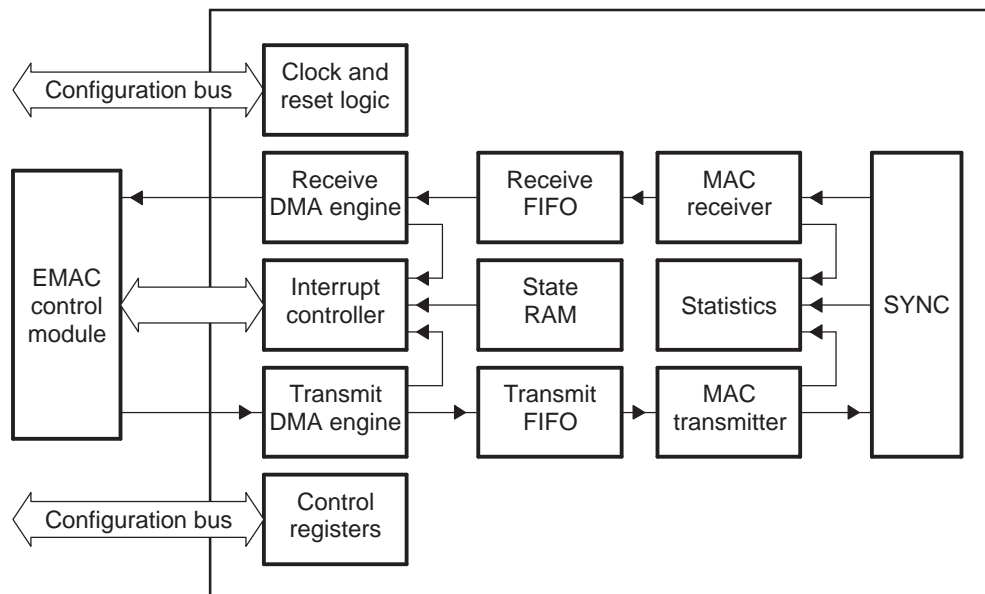 Configuration bus
Clock and
reset logic
EMAC
control
module
Receive
DMA engine
Receive
FIFO
MAC
receiver
Interrupt
controller
State
RAM
Statistics
SYNC
Transmit
DMA engine
Transmit
FIFO
MAC
transmitter
Configuration bus
Control
registers